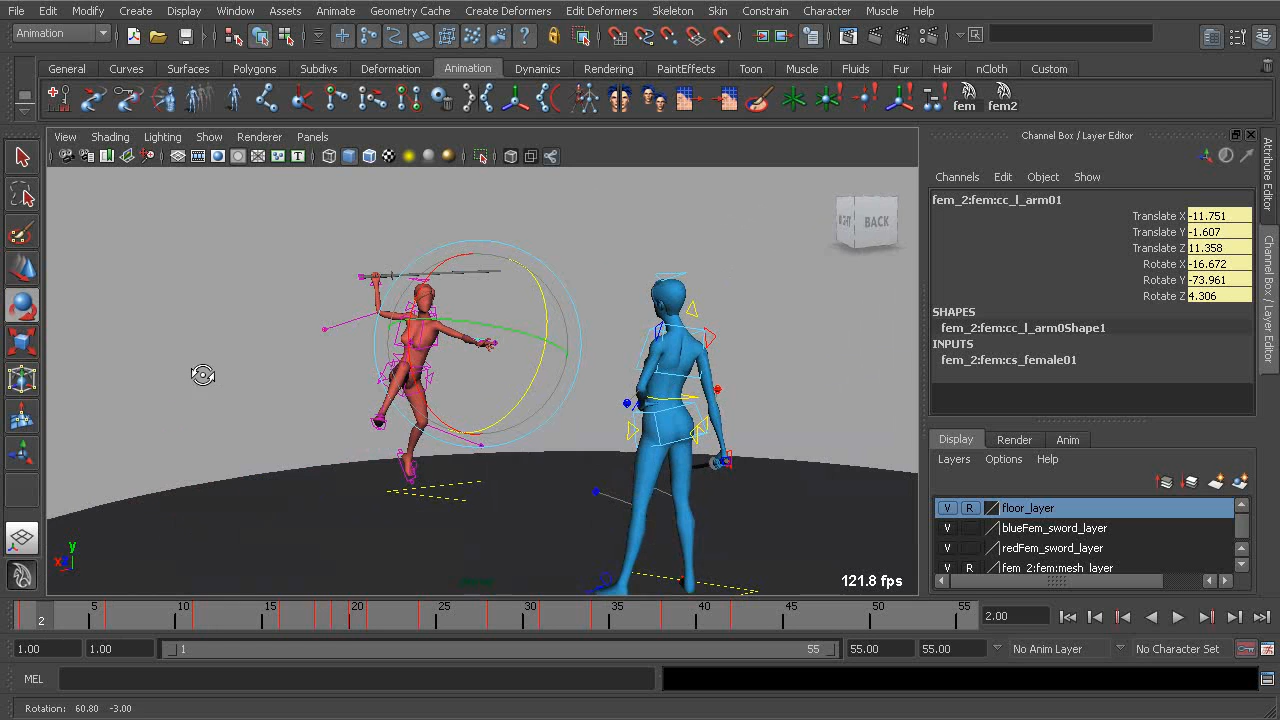 File Edit Modify Create Display Window Assets Animate Geometry Cache Create Deformers Edit Deformers Skeleton Skin Constrain Character Muscle Help
Animation
General Curves Surfaces Polygons Subdivs Deformation Animation Dynamics Rendering PaintEffects Toon Muscle Fluids Fur Hair nCloth Custom
fem fem2
View Shading Lighting Show Renderer Panels
Channel Box / Layer Editor
Channels Edit Object Show
fem_2:fem:cc_l_arm01
Translate X -11.751
Translate Y -1.607
Translate Z 11.358
Rotate X -16.672
Rotate Y -73.961
Rotate Z 4.306
SHAPES
fem_2:fem:cc_l_arm0Shape1
INPUTS
fem_2:fem:cs_female01
Attribute Editor
Channel Box / Layer Editor
RIGHT BACK
Display Render Anim
Layers Options Help
V R floor_layer
V blueFem_sword_layer
V redFem_sword_layer
V R fem_2:fem:mesh_layer
y
121.8 fps
2 5 10 15 20 25 30 35 40 45 50 55 2.00
1.00 1.00 1 55 55.00 55.00 No Anim Layer No Character Set
MEL
Rotation: 60.80 -3.00